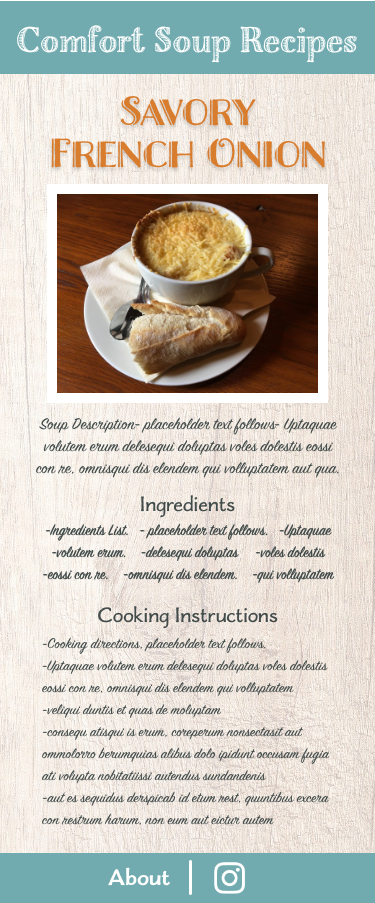 Comfort Soup Recipes
Savory
French Onion
Soup Description- placeholder text follows- Uptaquae
volutem erum delesequi doluptas voles dolestis eossi
con re, omnisqui dis elendem qui volluptatem aut qua.
Ingredients
-Ingredients List. - placeholder text follows. -Uptaquae
-volutem erum. -delesequi doluptas -voles dolestis
-eossi con re. -omnisqui dis elendem. -qui volluptatem
Cooking Instructions
-Cooking directions, placeholder text follows.
-Uptaquae volutem erum delesequi doluptas voles dolestis
eossi con re, omnisqui dis elendem qui volluptatem
-veliqui duntis et quas de moluptam
-consequ atisqui is erum, coreperum nonsectasit aut
ommolorro berumquias alibus dolo ipidunt occusam fugia
ati volupta nobitatiissi autendus sundandenis
-aut es sequidus derspicab id etum rest, quuntibus excera
con restrum harum, non eum aut eictur autem
About |